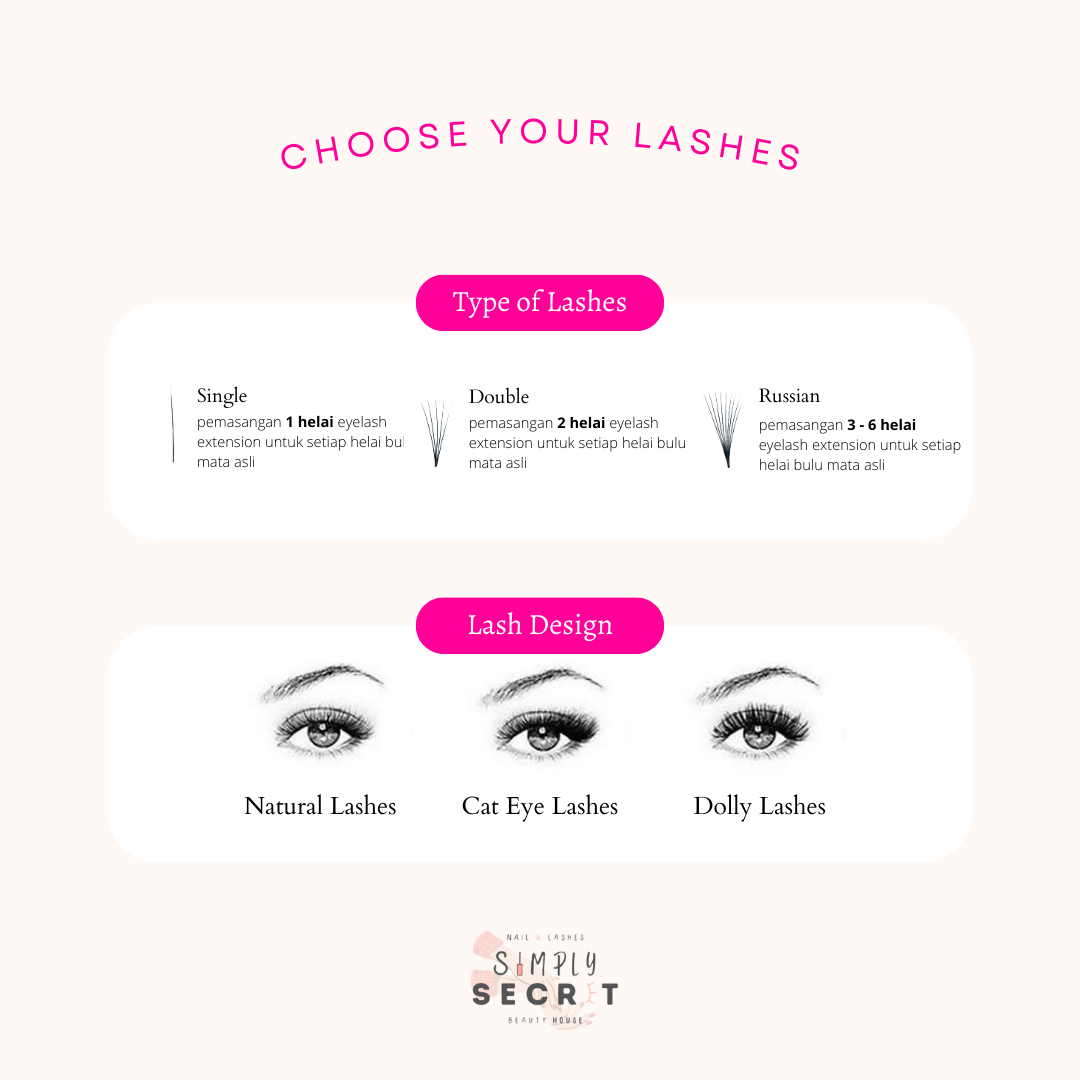 CHOOSE YOUR LASHES
Type of Lashes
Single
pemasangan 1 helai eyelash
extension untuk setiap helai bul
mata asli
Double
pemasangan 2 helai eyelash
extension untuk setiap helai bulu
mata asli
Russian
pemasangan 3 - 6 helai
eyelash extension untuk setiap
helai bulu mata asli
Lash Design
Natural Lashes
Cat Eye Lashes
Dolly Lashes
NAIL & LASHES
SIMPLY
SECRET
BEAUTY HOUSE